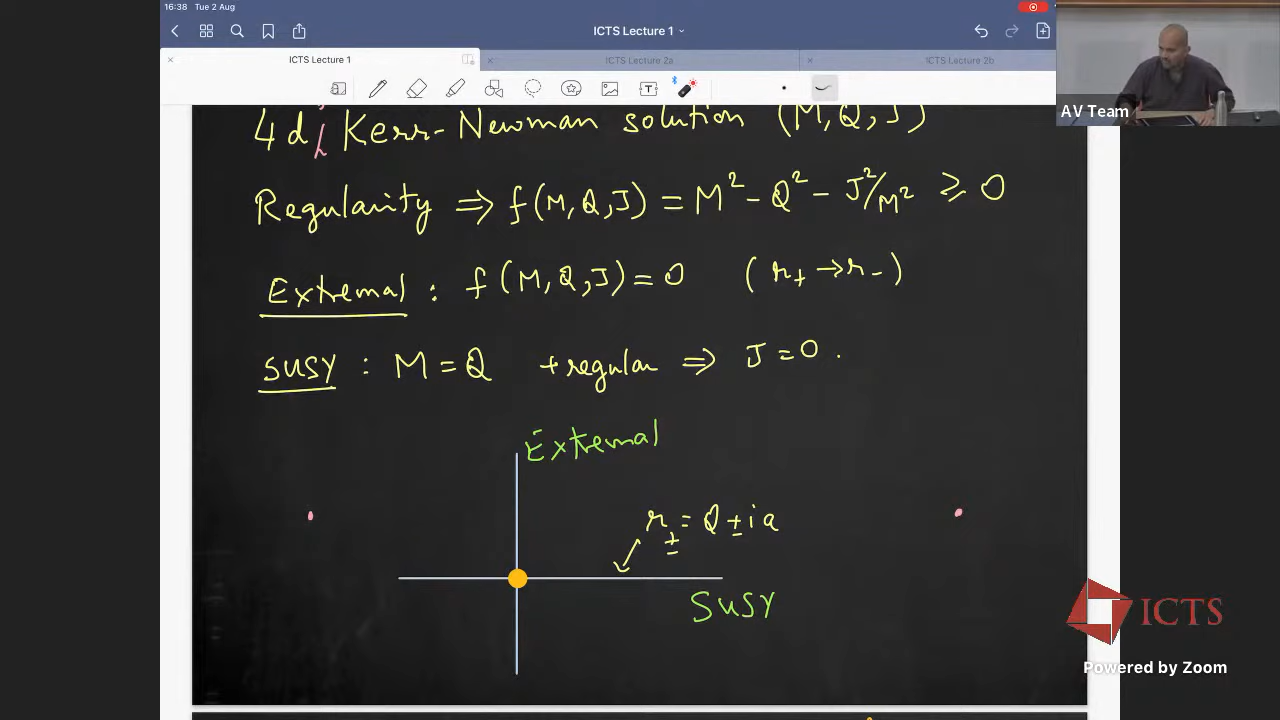 16:38 Tue 2 Aug
ICTS Lecture 1
ICTS Lecture 1 ICTS Lecture 2a ICTS Lecture 2b
AV Team
4d, Kerr-Newman solution (M,Q,J)
Regularity ⇒ f(M,Q,J) = M² - Q² - J²/M² ≥ 0
Extremal : f(M,Q,J) = 0 (r₊ → r₋)
SUSY : M = Q + regular ⇒ J = 0.
Extremal
r± = Q ± ia
SUSY
ICTS
Powered by Zoom